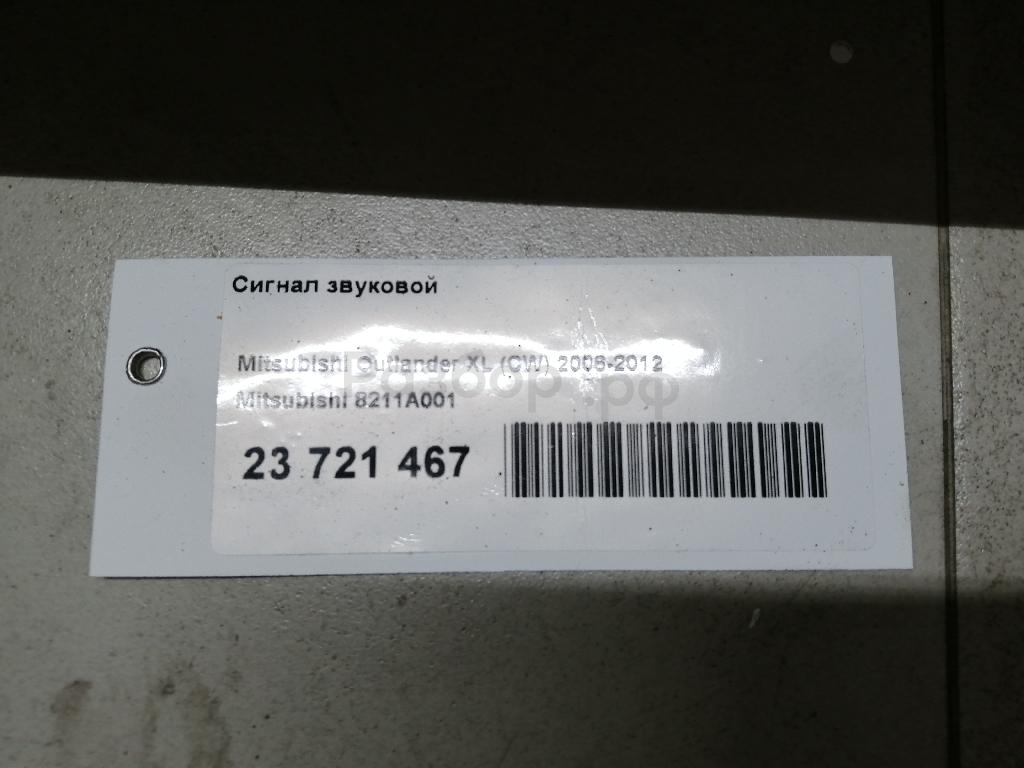 Сигнал звуковой
Mitsubishi Outlander XL (CW) 2006-2012
Mitsubishi 8211A001
Разбор.рф
23 721 467